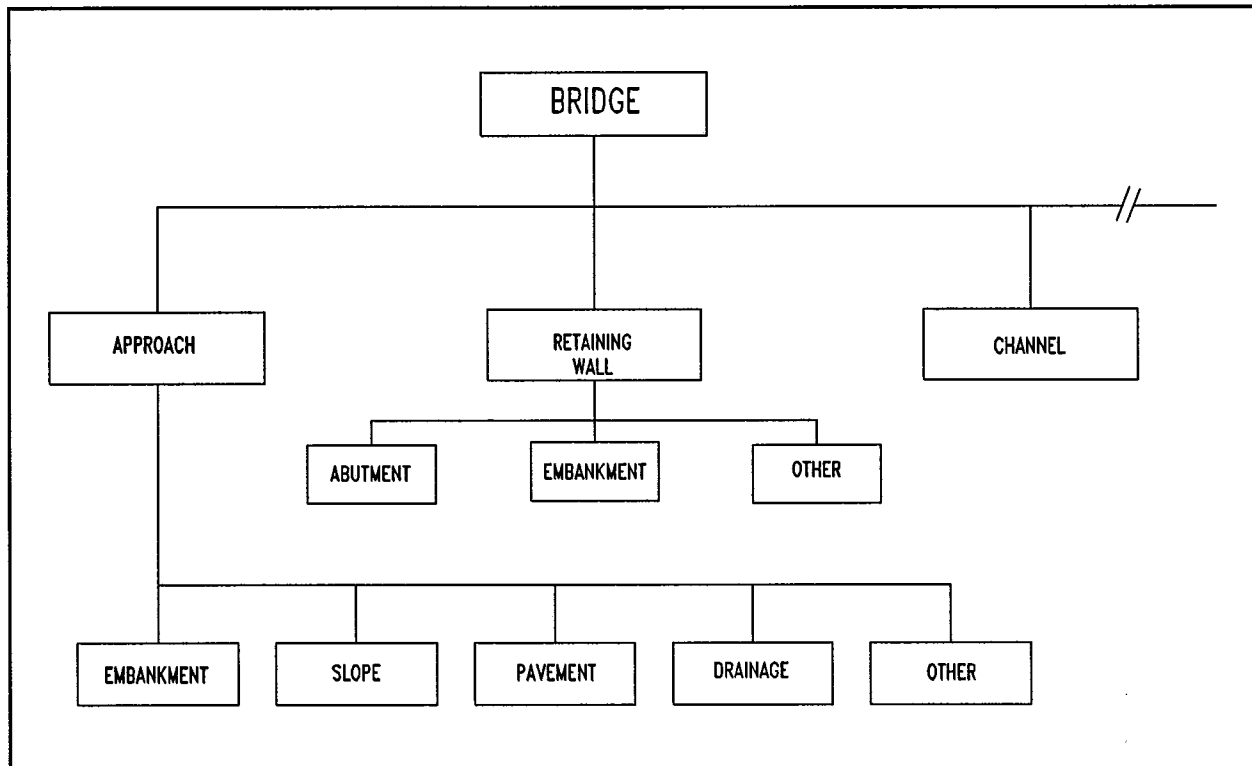 BRIDGE
APPROACH
RETAINING
WALL
CHANNEL
ABUTMENT
EMBANKMENT
OTHER
EMBANKMENT
SLOPE
PAVEMENT
DRAINAGE
OTHER